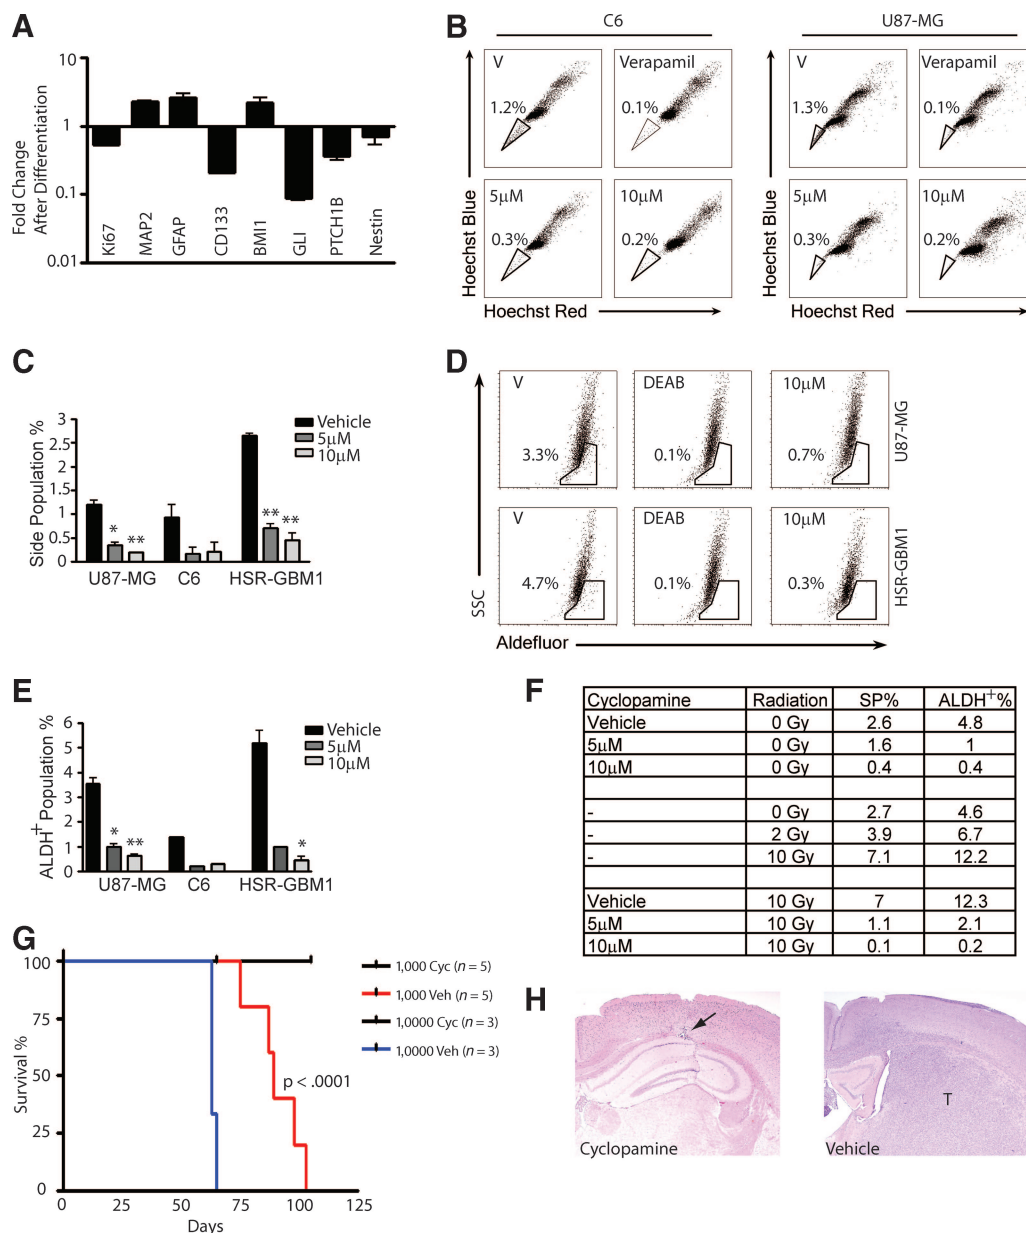 A
10
1
0.1
0.01
Fold Change
After Differentiation
Ki67
MAP2
GFAP
CD133
BMI1
GLI
PTCH1B
Nestin
B
C6
U87-MG
V
1.2%
Verapamil
0.1%
V
1.3%
Verapamil
0.1%
5µM
0.3%
10µM
0.2%
5µM
0.3%
10µM
0.2%
Hoechst Blue
Hoechst Red
Hoechst Blue
Hoechst Red
C
Side Population %
3
2.5
2
1.5
1
0.5
0
Vehicle
5µM
10µM
*
**
**
**
U87-MG
C6
HSR-GBM1
D
V
3.3%
DEAB
0.1%
10µM
0.7%
U87-MG
V
4.7%
DEAB
0.1%
10µM
0.3%
HSR-GBM1
SSC
Aldefluor
E
ALDH+ Population %
6
5
4
3
2
1
0
Vehicle
5µM
10µM
*
**
*
U87-MG
C6
HSR-GBM1
F
Cyclopamine Radiation SP% ALDH+%
Vehicle 0 Gy 2.6 4.8
5µM 0 Gy 1.6 1
10µM 0 Gy 0.4 0.4
- 0 Gy 2.7 4.6
- 2 Gy 3.9 6.7
- 10 Gy 7.1 12.2
Vehicle 10 Gy 7 12.3
5µM 10 Gy 1.1 2.1
10µM 10 Gy 0.1 0.2
G
Survival %
100
75
50
25
0
0 25 50 75 100 125
Days
p < .0001
1,000 Cyc (n = 5)
1,000 Veh (n = 5)
1,0000 Cyc (n = 3)
1,0000 Veh (n = 3)
H
Cyclopamine
T
Vehicle